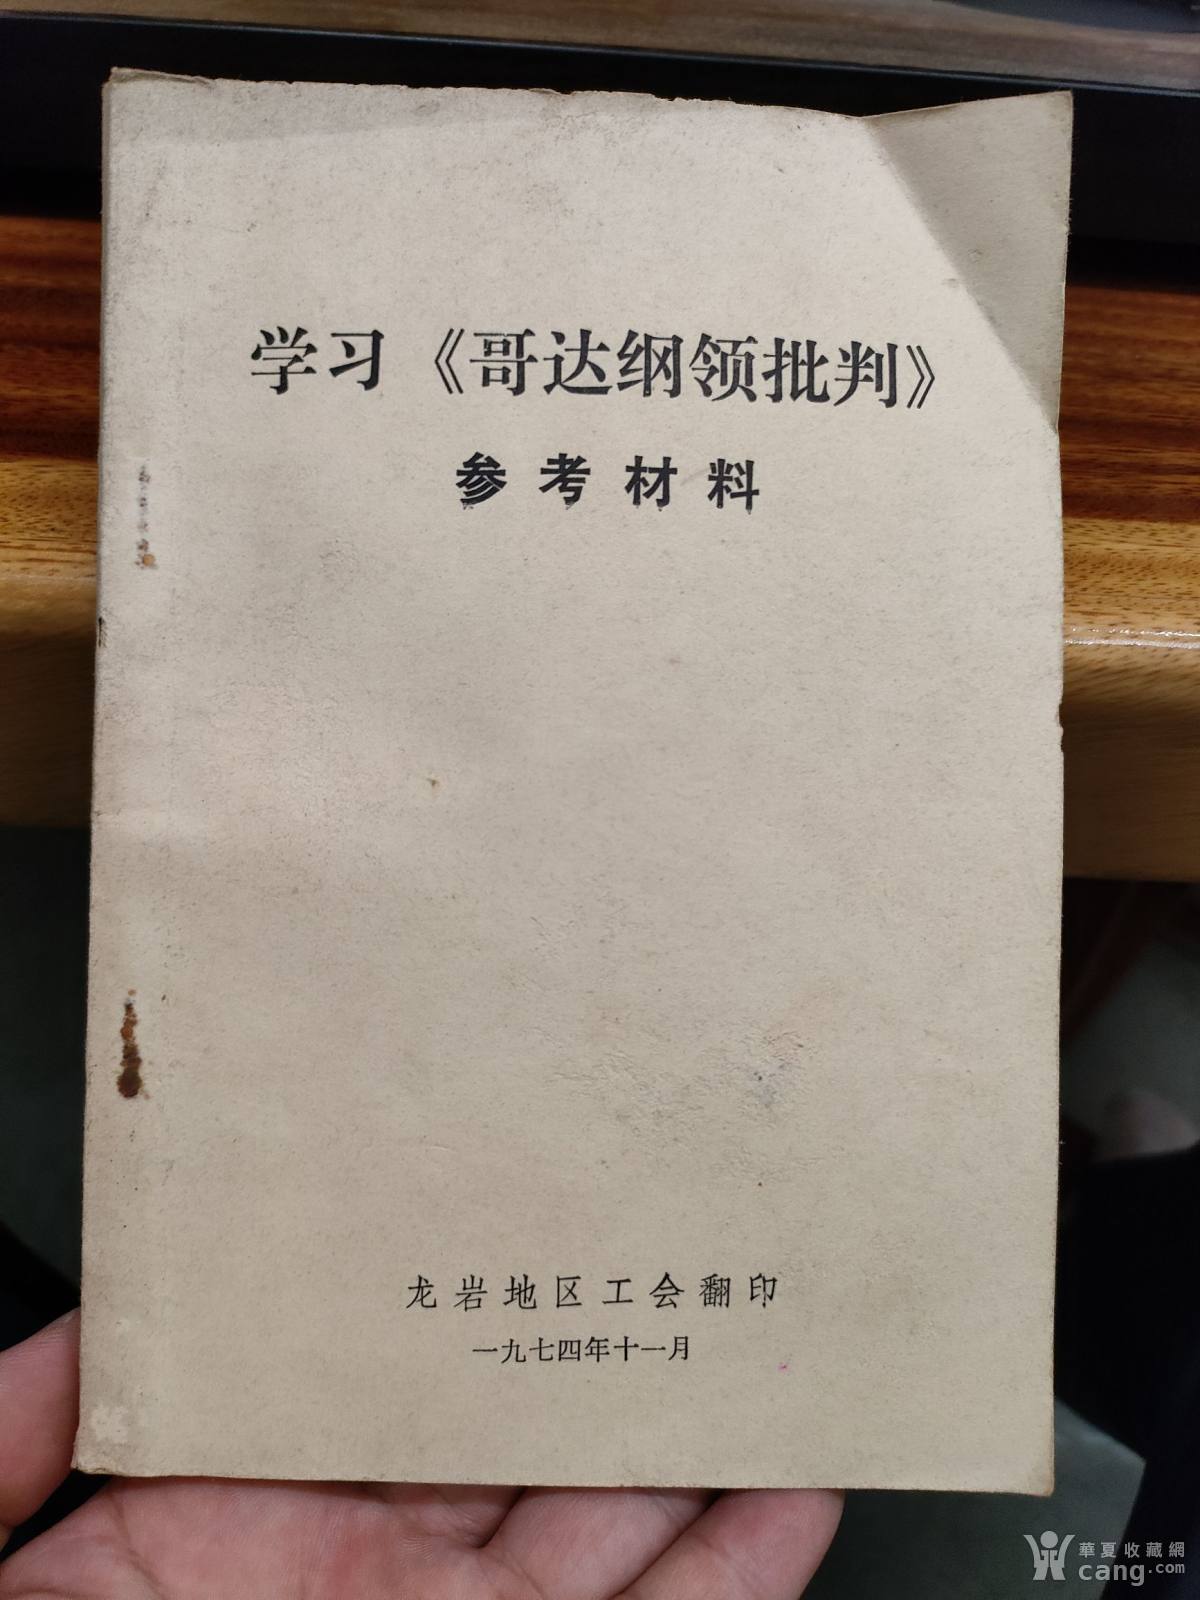 学习《哥达纲领批判》
参考材料
龙岩地区工会翻印
一九七四年十一月
華夏收藏網
cang.com